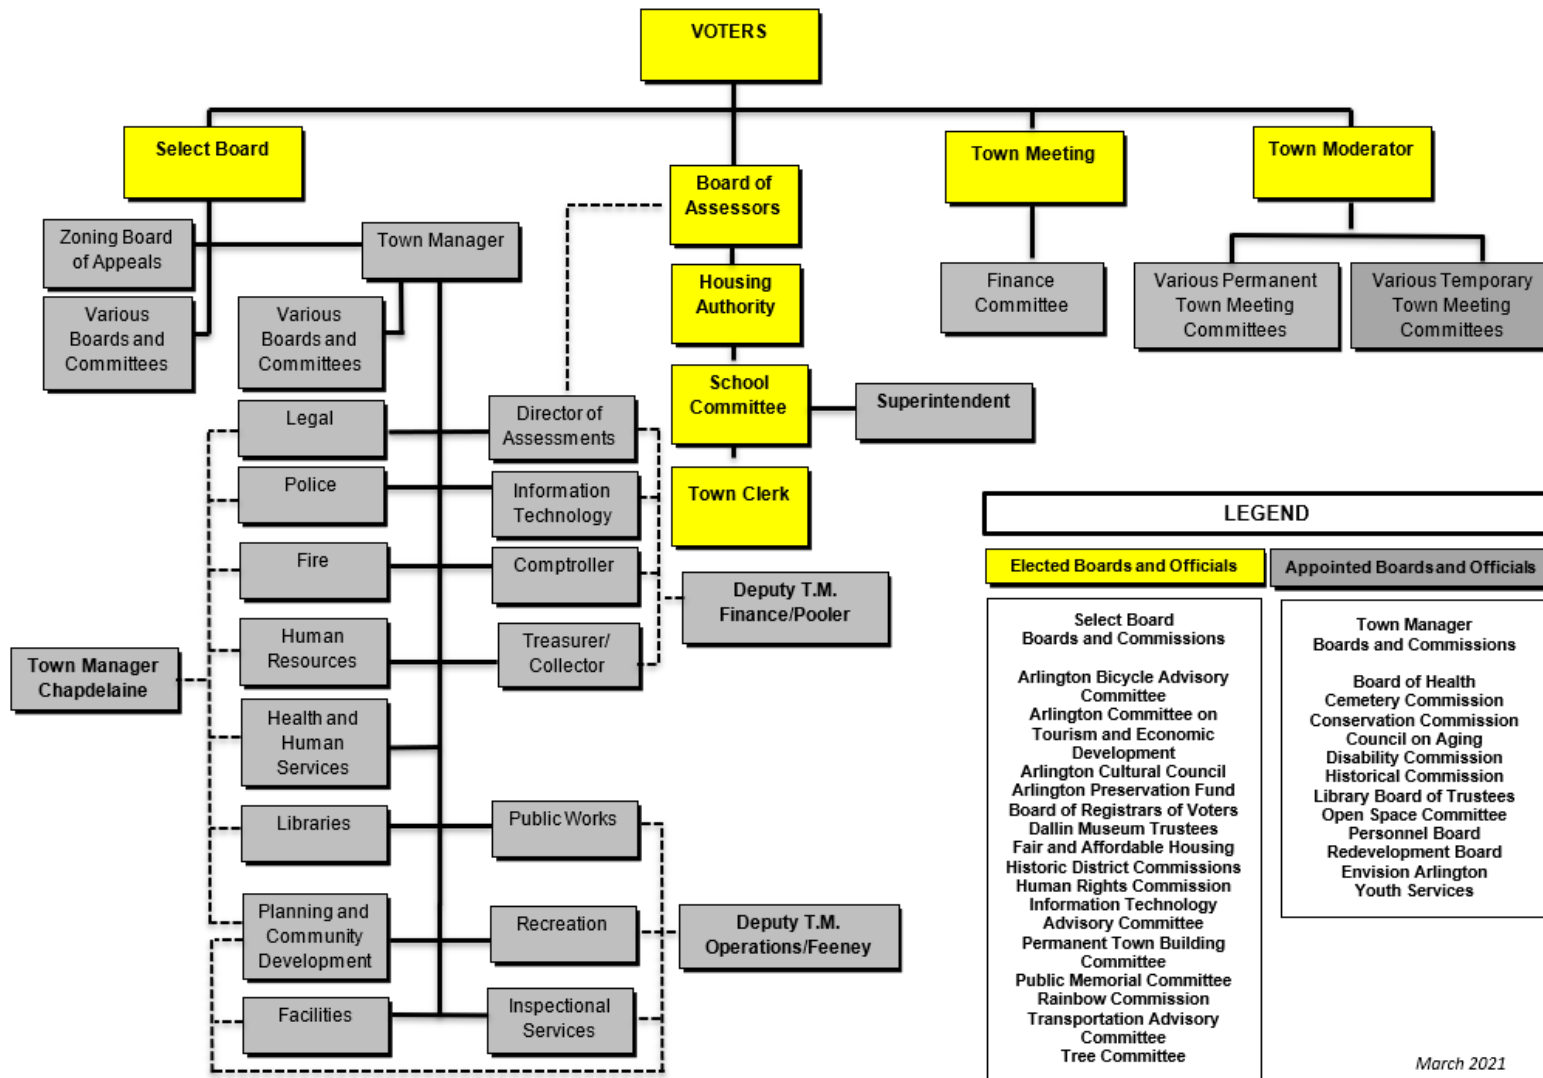 VOTERS
Select Board
Town Meeting
Town Moderator
Board of
Assessors
Zoning Board
of Appeals
Town Manager
Housing
Authority
Finance
Committee
Various Permanent
Town Meeting
Committees
Various Temporary
Town Meeting
Committees
Various
Boards and
Committees
Various
Boards and
Committees
School
Committee
Superintendent
Legal
Director of
Assessments
Police
Information
Technology
Town Clerk
Fire
Comptroller
Deputy T.M.
Finance/Pooler
Human
Resources
Treasurer/
Collector
Town Manager
Chapdelaine
Health and
Human
Services
Libraries
Public Works
Planning and
Community
Development
Recreation
Deputy T.M.
Operations/Feeney
Facilities
Inspectional
Services
LEGEND
Elected Boards and Officials
Appointed Boards and Officials
Select Board
Boards and Commissions
Arlington Bicycle Advisory
Committee
Arlington Committee on
Tourism and Economic
Development
Arlington Cultural Council
Arlington Preservation Fund
Board of Registrars of Voters
Dallin Museum Trustees
Fair and Affordable Housing
Historic District Commissions
Human Rights Commission
Information Technology
Advisory Committee
Permanent Town Building
Committee
Public Memorial Committee
Rainbow Commission
Transportation Advisory
Committee
Tree Committee
Town Manager
Boards and Commissions
Board of Health
Cemetery Commission
Conservation Commission
Council on Aging
Disability Commission
Historical Commission
Library Board of Trustees
Open Space Committee
Personnel Board
Redevelopment Board
Envision Arlington
Youth Services
March 2021